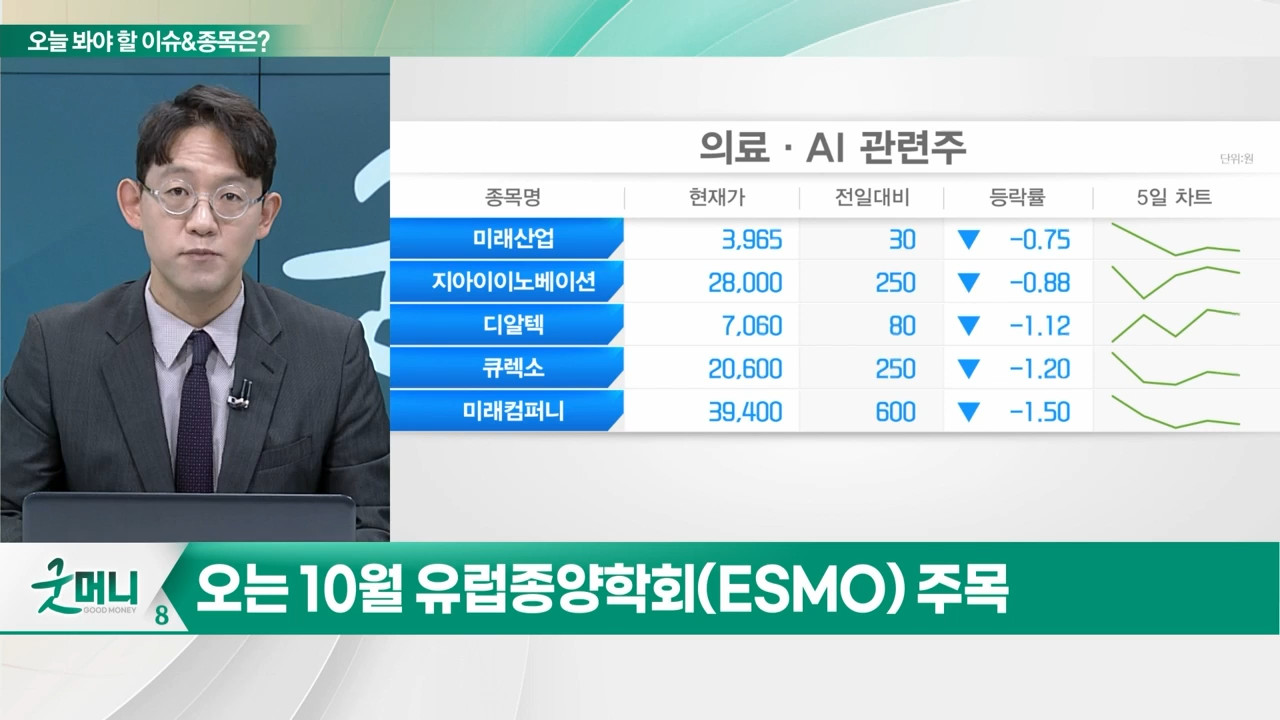 오늘 봐야 할 이슈&종목은?
의료 · AI 관련주
단위:원
종목명 현재가 전일대비 등락률 5일 차트
미래산업 3,965 30 ▼ -0.75
지아이이노베이션 28,000 250 ▼ -0.88
디알텍 7,060 80 ▼ -1.12
큐렉소 20,600 250 ▼ -1.20
미래컴퍼니 39,400 600 ▼ -1.50
굿머니
GOOD MONEY
8
오는 10월 유럽종양학회(ESMO) 주목